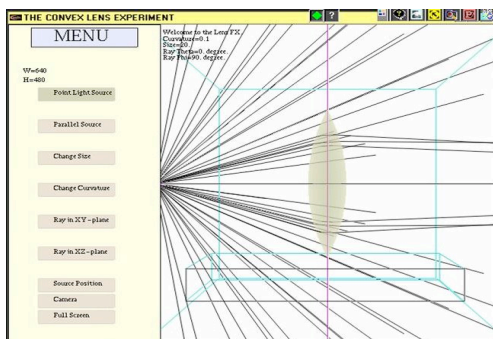 THE CONVEX LENS EXPERIMENT
?
MENU
W=640
H=480
Point Light Source
Parallel Source
Change Size
Change Curvature
Ray in XY-plane
Ray in XZ-plane
Source Position
Camera
Full Screen
Welcome to the Lens FX.
Curvature=0.1
Size=20.
Ray Theta=0. degree.
Ray Phi=90. degree.